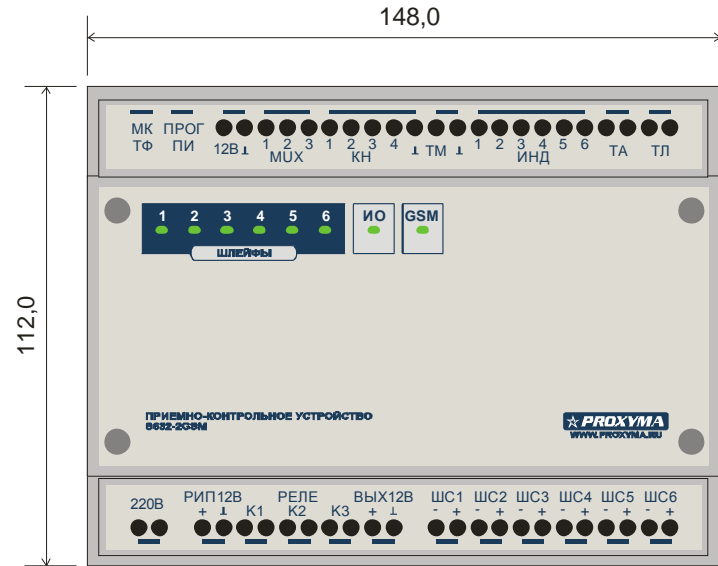 148,0
112,0
МК ПРОГ
ТФ ПИ 12В ⊥ 1 2 3 1 2 3 4 ⊥ ТМ ⊥ 1 2 3 4 5 6 ТА ТЛ
MUX КН ИНД
1 2 3 4 5 6 ИО GSM
ШЛЕЙФЫ
ПРИЕМНО-КОНТРОЛЬНОЕ УСТРОЙСТВО
S632-2GSM
PROXYMA
WWW.PROXYMA.RU
220В РИП12В РЕЛЕ ВЫХ12В ШС1 ШС2 ШС3 ШС4 ШС5 ШС6
+ ⊥ К1 К2 К3 + ⊥ - + - + - + - + - + - +